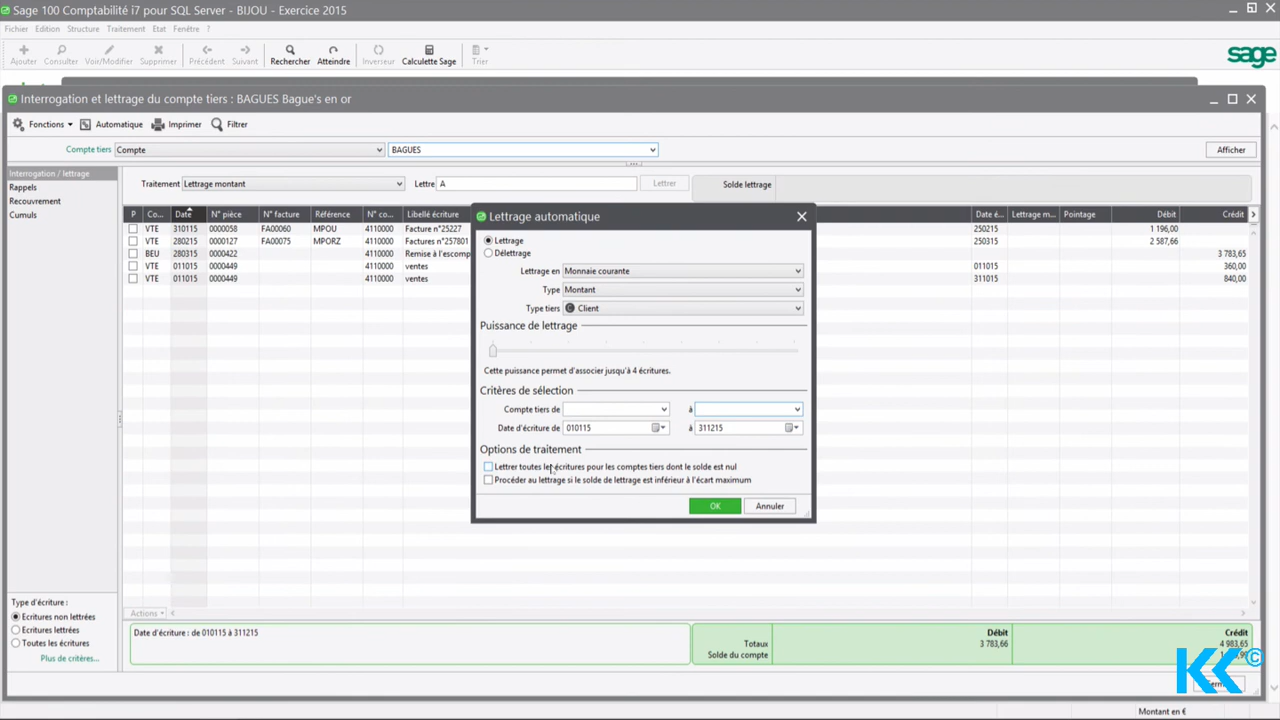 Sage 100 Comptabilité i7 pour SQL Server - BIJOU - Exercice 2015
Fichier Edition Structure Traitement Etat Fenêtre ?
Ajouter Consulter Voir/Modifier Supprimer Précédent Suivant Rechercher Atteindre Inverseur Calculette Sage Trier
sage
Interrogation et lettrage du compte tiers : BAGUES Bague's en or
Fonctions Automatique Imprimer Filtrer
Compte tiers Compte BAGUES Afficher
Interrogation / lettrage
Rappels
Recouvrement
Cumuls
Traitement Lettrage montant Lettre A Lettrer Solde lettrage
P Co... Date N° pièce N° facture Référence N° co... Libellé écriture Date é... Lettrage m... Pointage Débit Crédit
VTE 310115 0000058 FA00060 MPOU 4110000 Facture n°25227 250215 1 196,00
VTE 280215 0000127 FA00075 MPORZ 4110000 Factures n°257801 250315 2 587,66
BEU 280315 0000422 4110000 Remise à l'escomp 3 783,65
VTE 011015 0000449 4110000 ventes 011015 360,00
VTE 011015 0000449 4110000 ventes 311015 840,00
Lettrage automatique
Lettrage
Délettrage
Lettrage en Monnaie courante
Type Montant
Type tiers Client
Puissance de lettrage
Cette puissance permet d'associer jusqu'à 4 écritures.
Critères de sélection
Compte tiers de à
Date d'écriture de 010115 à 311215
Options de traitement
Lettrer toutes les écritures pour les comptes tiers dont le solde est nul
Procéder au lettrage si le solde de lettrage est inférieur à l'écart maximum
OK Annuler
Type d'écriture :
Ecritures non lettrées
Ecritures lettrées
Toutes les écritures
Plus de critères...
Actions
Date d'écriture : de 010115 à 311215
Débit Crédit
Totaux 3 783,66 4 983,65
Solde du compte
KK©
Montant en €